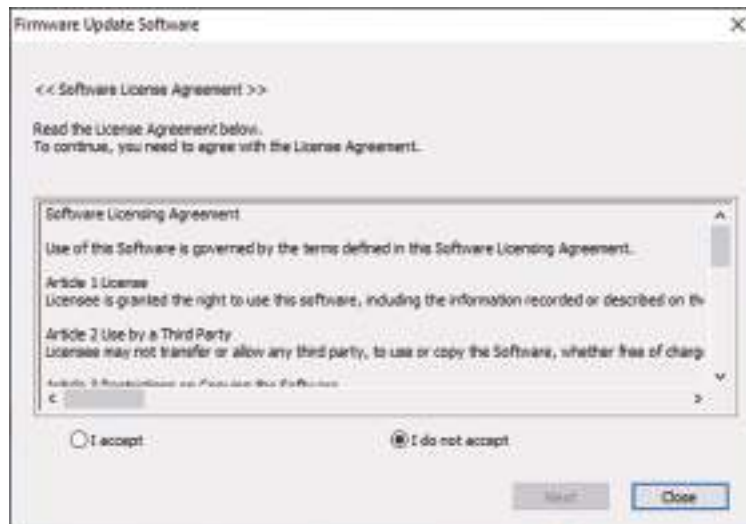 Firmware Update Software
<< Software License Agreement >>
Read the License Agreement below.
To continue, you need to agree with the License Agreement.
Software Licensing Agreement
Use of this Software is governed by the terms defined in this Software Licensing Agreement.
Article 1 License
Licensee is granted the right to use this software, including the information recorded or described on
Article 2 Use by a Third Party
Licensee may not transfer or allow any third party, to use or copy the Software, whether free of
I accept
I do not accept
Next
Close